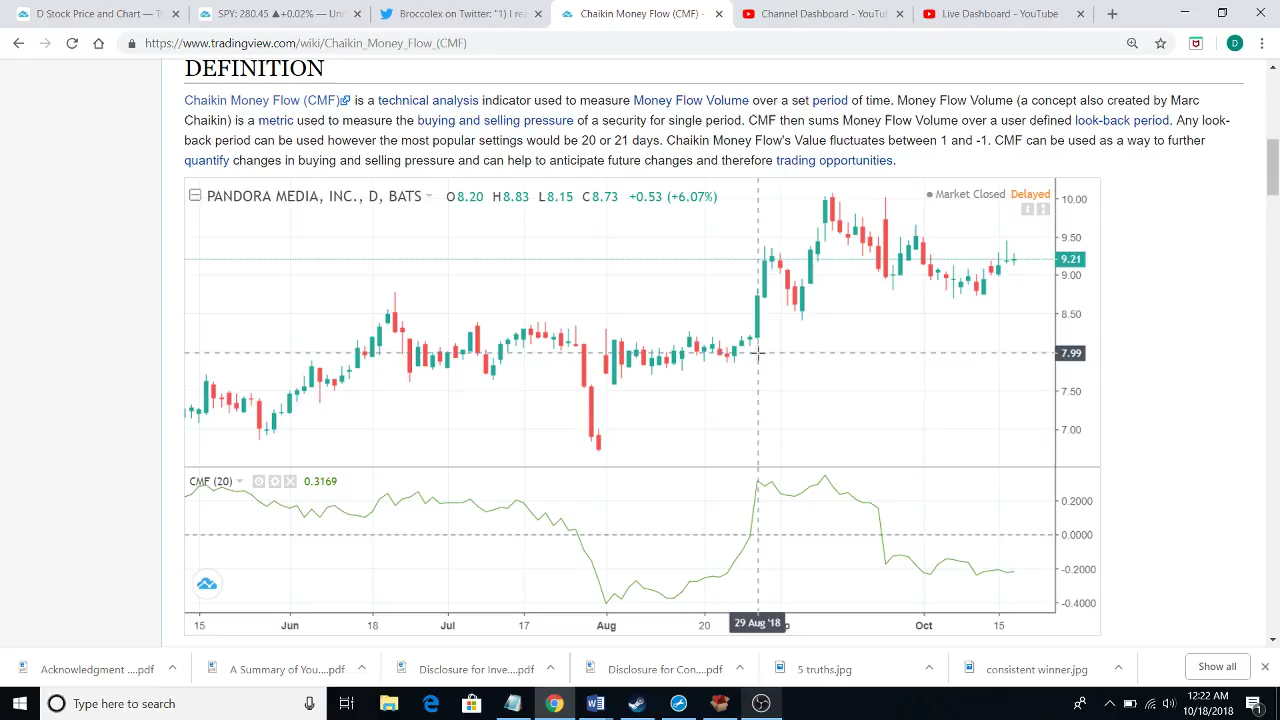 D Stock Price and Chart — Tr
SPY: 280.45 ▲+0.02% — Unn
Broccolex on Twitter: "1) I rea
Chaikin Money Flow (CMF) -
Channel Dashboard - YouTu
Live Dashboard - YouTube
https://www.tradingview.com/wiki/Chaikin_Money_Flow_(CMF)
D
DEFINITION
Chaikin Money Flow (CMF) is a technical analysis indicator used to measure Money Flow Volume over a set period of time. Money Flow Volume (a concept also created by Marc
Chaikin) is a metric used to measure the buying and selling pressure of a security for single period. CMF then sums Money Flow Volume over a user defined look-back period. Any look-
back period can be used however the most popular settings would be 20 or 21 days. Chaikin Money Flow's Value fluctuates between 1 and -1. CMF can be used as a way to further
quantify changes in buying and selling pressure and can help to anticipate future changes and therefore trading opportunities.
PANDORA MEDIA, INC., D, BATS O8.20 H8.83 L8.15 C8.73 +0.53 (+6.07%)
Market Closed Delayed
10.00
9.50
9.21
9.00
8.50
7.99
7.50
7.00
CMF (20) 0.3169
0.2000
0.0000
-0.2000
-0.4000
15 Jun 18 Jul 17 Aug 20 29 Aug '18 Oct 15
Acknowledgment ....pdf
A Summary of You....pdf
Disclosure for Inve....pdf
Disclosure for Con....pdf
5 truths.jpg
consistent winner.jpg
Show all
Type here to search
12:22 AM
10/18/2018